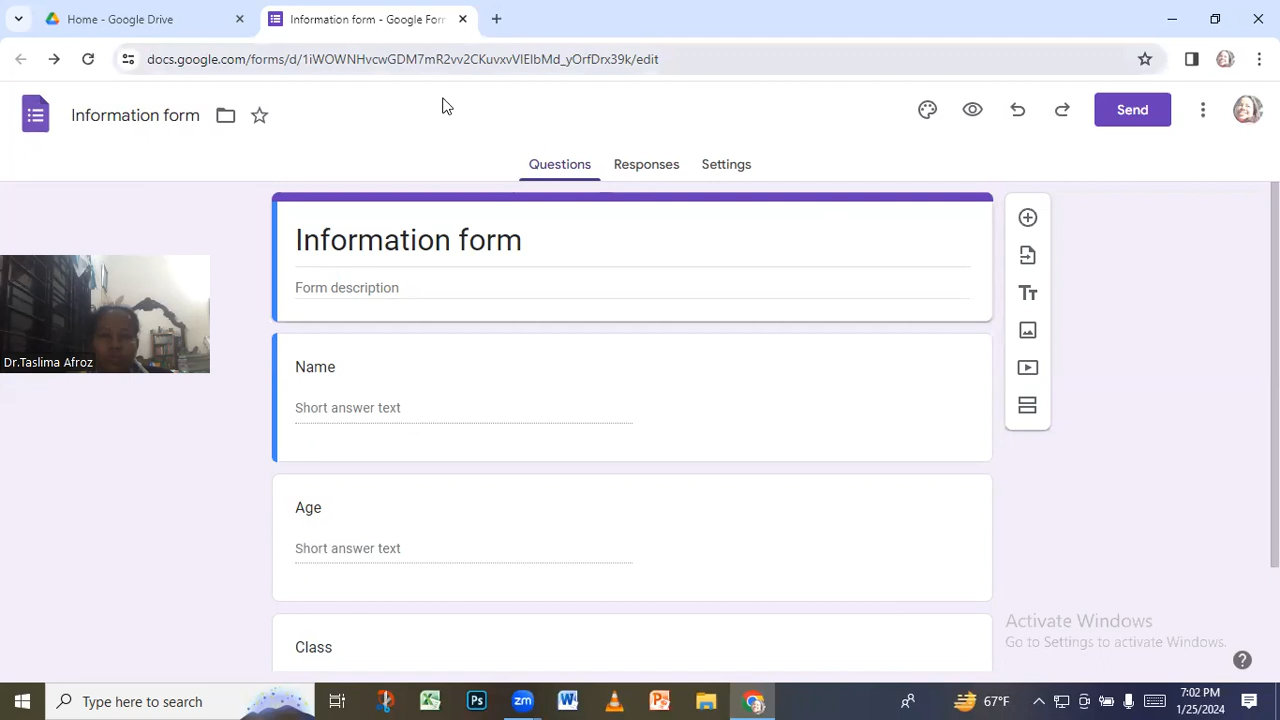 Home - Google Drive
Information form - Google For
docs.google.com/forms/d/1iWOWNHvcwGDM7mR2vv2CKuvxvVlElbMd_yOrfDrx39k/edit
Information form
Send
Questions
Responses
Settings
Information form
Form description
Name
Short answer text
Age
Short answer text
Class
Dr.Taslima Afroz
Activate Windows
Go to Settings to activate Windows.
Type here to search
67°F
7:02 PM
1/25/2024